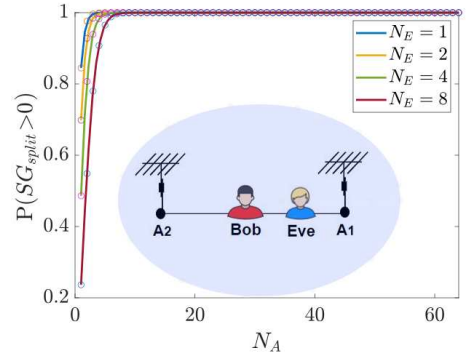 1
0.8
0.6
0.4
0.2
P(SG_split>0)
N_E = 1
N_E = 2
N_E = 4
N_E = 8
A2 Bob Eve A1
0 20 40 60
N_A